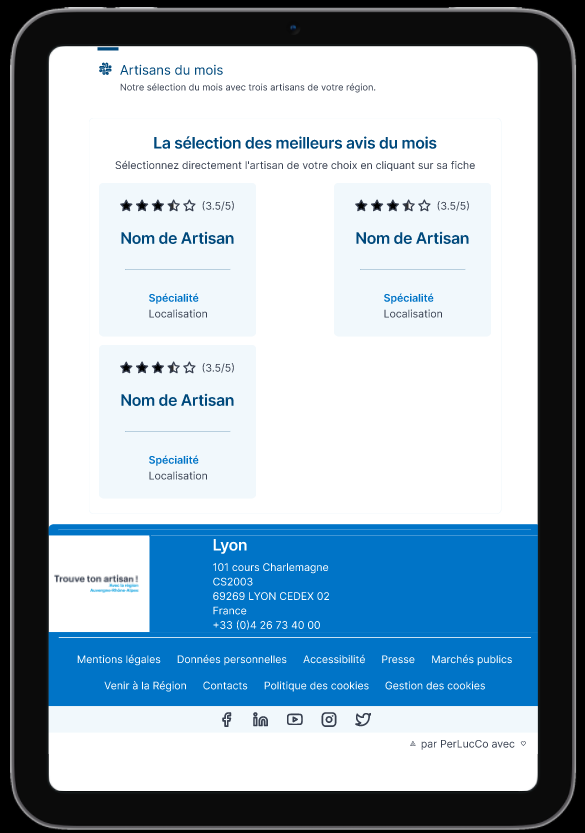 Artisans du mois
Notre sélection du mois avec trois artisans de votre région.
La sélection des meilleurs avis du mois
Sélectionnez directement l'artisan de votre choix en cliquant sur sa fiche
(3.5/5)
Nom de Artisan
Spécialité
Localisation
(3.5/5)
Nom de Artisan
Spécialité
Localisation
(3.5/5)
Nom de Artisan
Spécialité
Localisation
Trouve ton artisan !
Avec la région
Auvergne-Rhône-Alpes
Lyon
101 cours Charlemagne
CS2003
69269 LYON CEDEX 02
France
+33 (0)4 26 73 40 00
Mentions légales Données personnelles Accessibilité Presse Marchés publics
Venir à la Région Contacts Politique des cookies Gestion des cookies
par PerLucCo avec